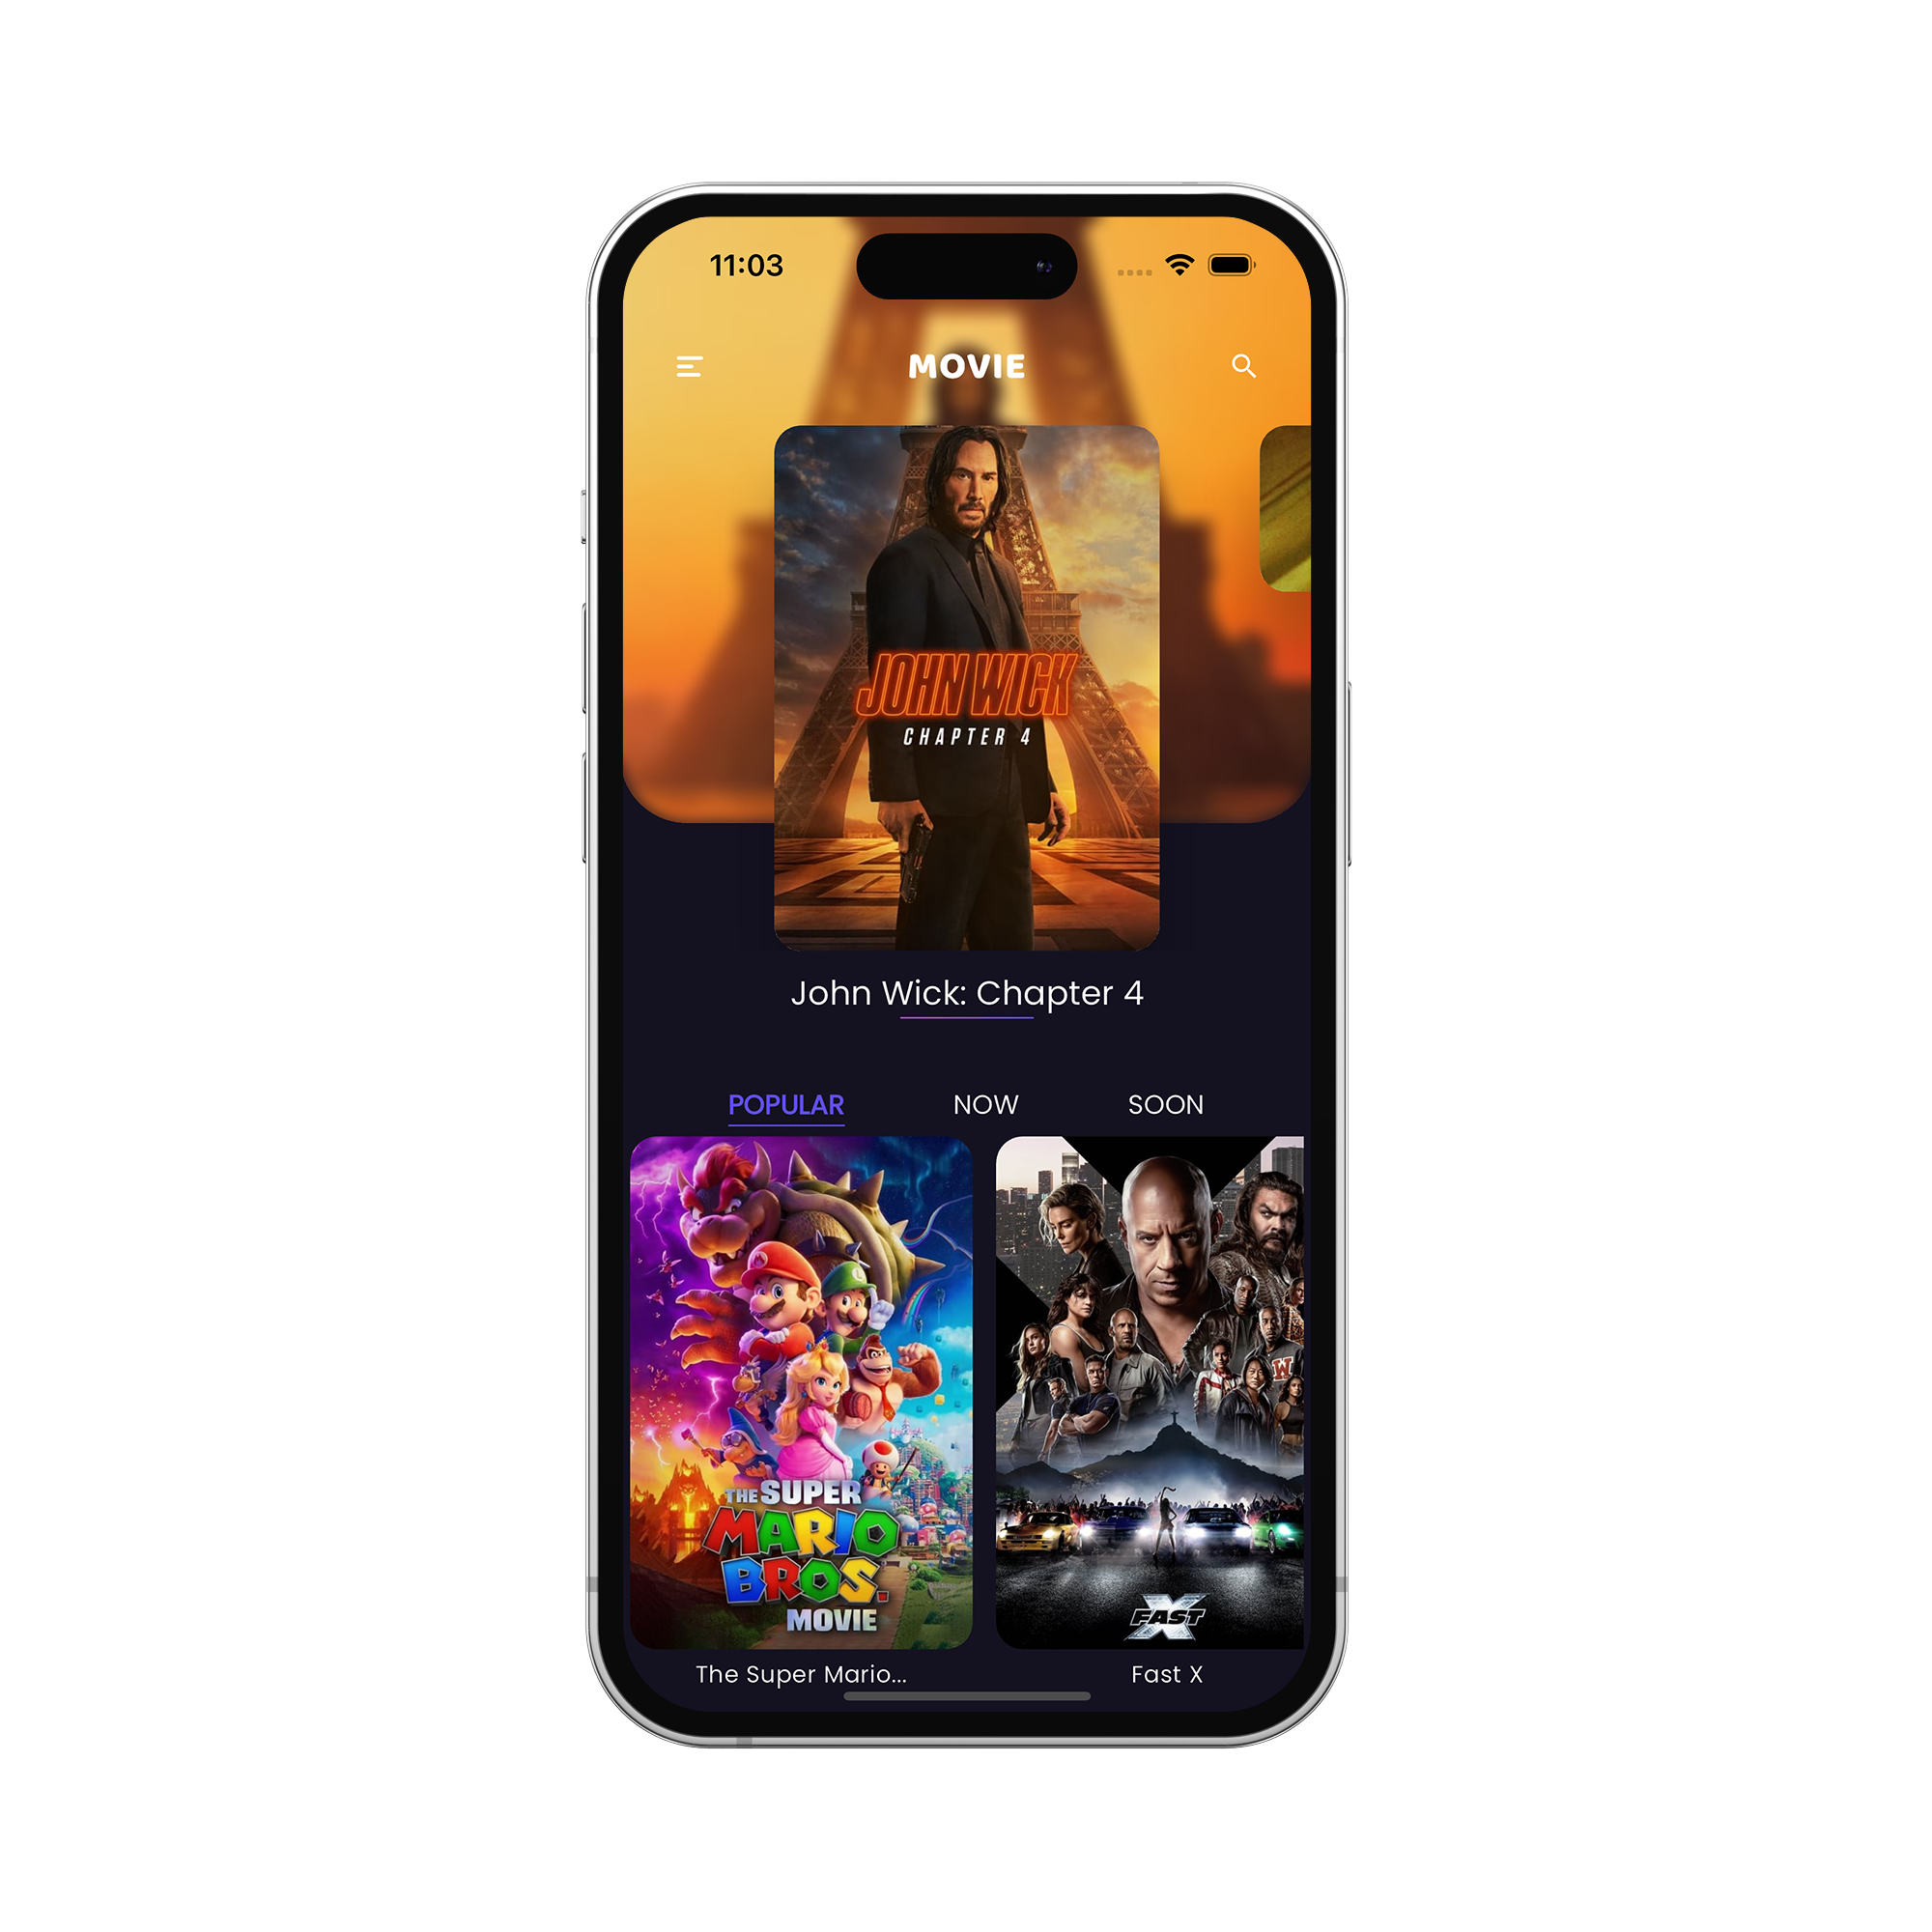 11:03
MOVIE
JOHN WICK
CHAPTER 4
John Wick: Chapter 4
POPULAR NOW SOON
THE SUPER
MARIO
BROS.
MOVIE
W
FAST
X
The Super Mario...
Fast X